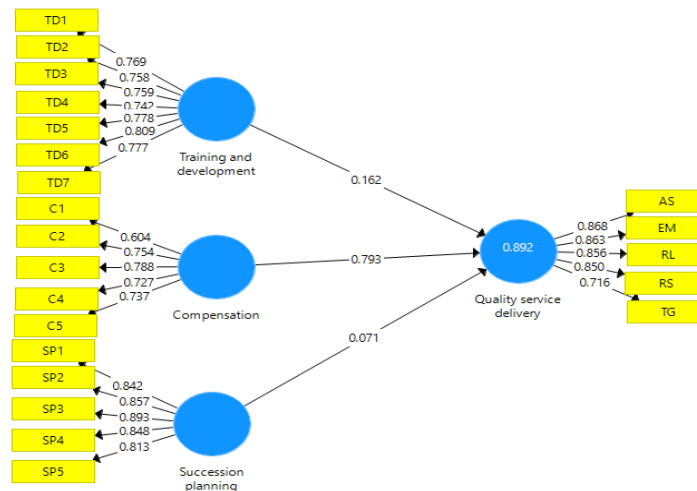 TD1
TD2
TD3
TD4
TD5
TD6
TD7
0.769
0.758
0.759
0.742
0.778
0.809
0.777
Training and
development
C1
C2
C3
C4
C5
0.604
0.754
0.788
0.727
0.737
Compensation
SP1
SP2
SP3
SP4
SP5
0.842
0.857
0.893
0.848
0.813
Succession
planning
0.162
0.793
0.071
0.892
Quality service
delivery
0.868
0.863
0.856
0.850
0.716
AS
EM
RL
RS
TG